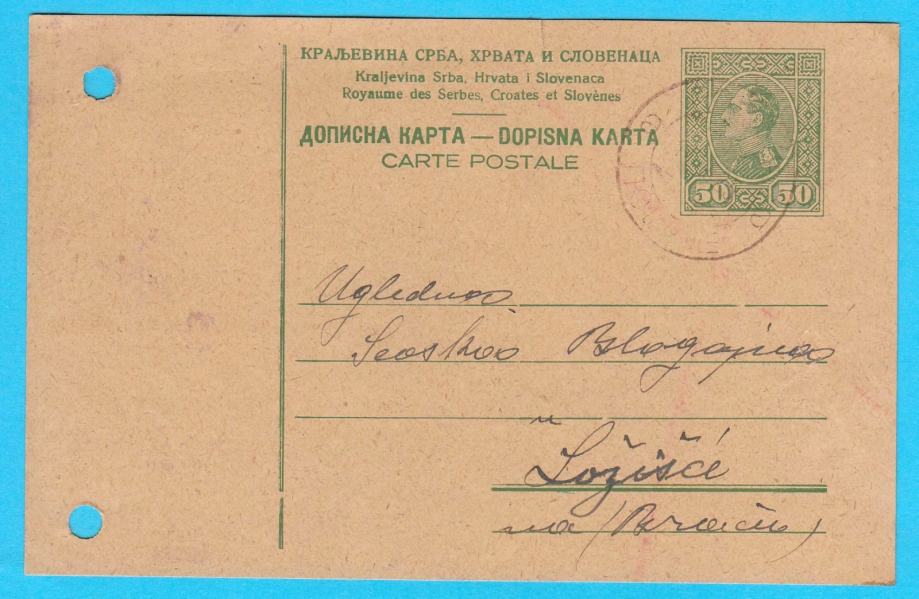 КРАЉЕВИНА СРБА, ХРВАТА И СЛОВЕНАЦА
Kraljevina Srba, Hrvata i Slovenaca
Royaume des Serbes, Croates et Slovènes
ДОПИСНА КАРТА — DOPISNA KARTA
CARTE POSTALE
50 50
Uglednoj
Seoskoj Blagajni
u
Ložišće
na (Braču)